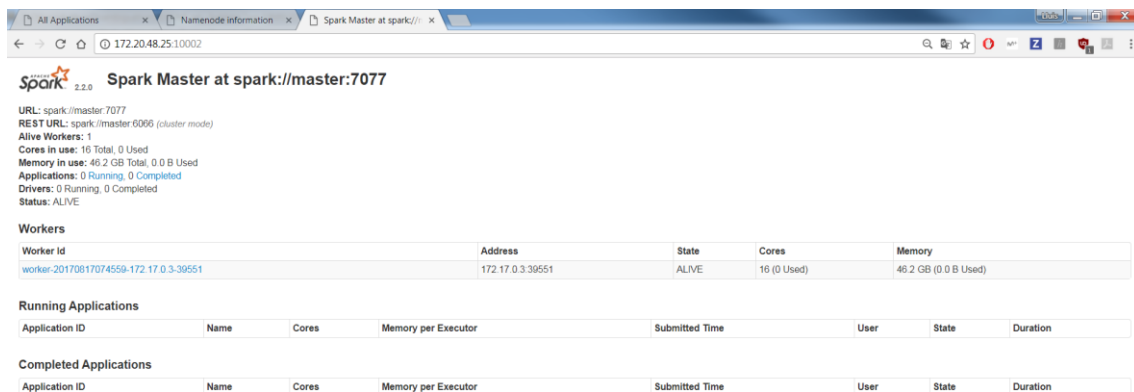 All Applications × Namenode information × Spark Master at spark:// ×
172.20.48.25:10002
APACHE Spark 2.2.0 Spark Master at spark://master:7077
URL: spark://master:7077
REST URL: spark://master:6066 (cluster mode)
Alive Workers: 1
Cores in use: 16 Total, 0 Used
Memory in use: 46.2 GB Total, 0.0 B Used
Applications: 0 Running, 0 Completed
Drivers: 0 Running, 0 Completed
Status: ALIVE
Workers
Worker Id Address State Cores Memory
worker-20170817074559-172.17.0.3-39551 172.17.0.3:39551 ALIVE 16 (0 Used) 46.2 GB (0.0 B Used)
Running Applications
Application ID Name Cores Memory per Executor Submitted Time User State Duration
Completed Applications
Application ID Name Cores Memory per Executor Submitted Time User State Duration